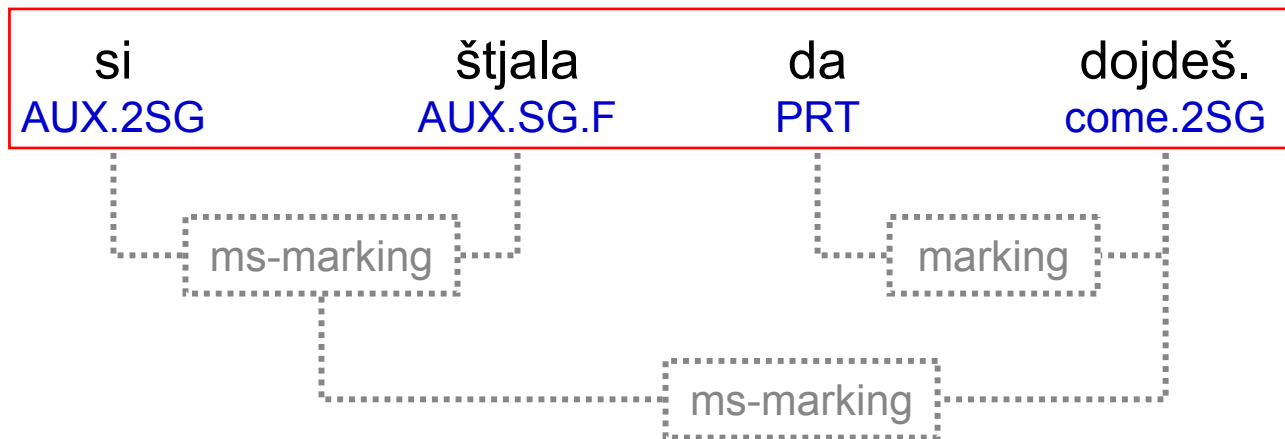 si štjala da dojdeš.
AUX.2SG AUX.SG.F PRT come.2SG
ms-marking marking
ms-marking